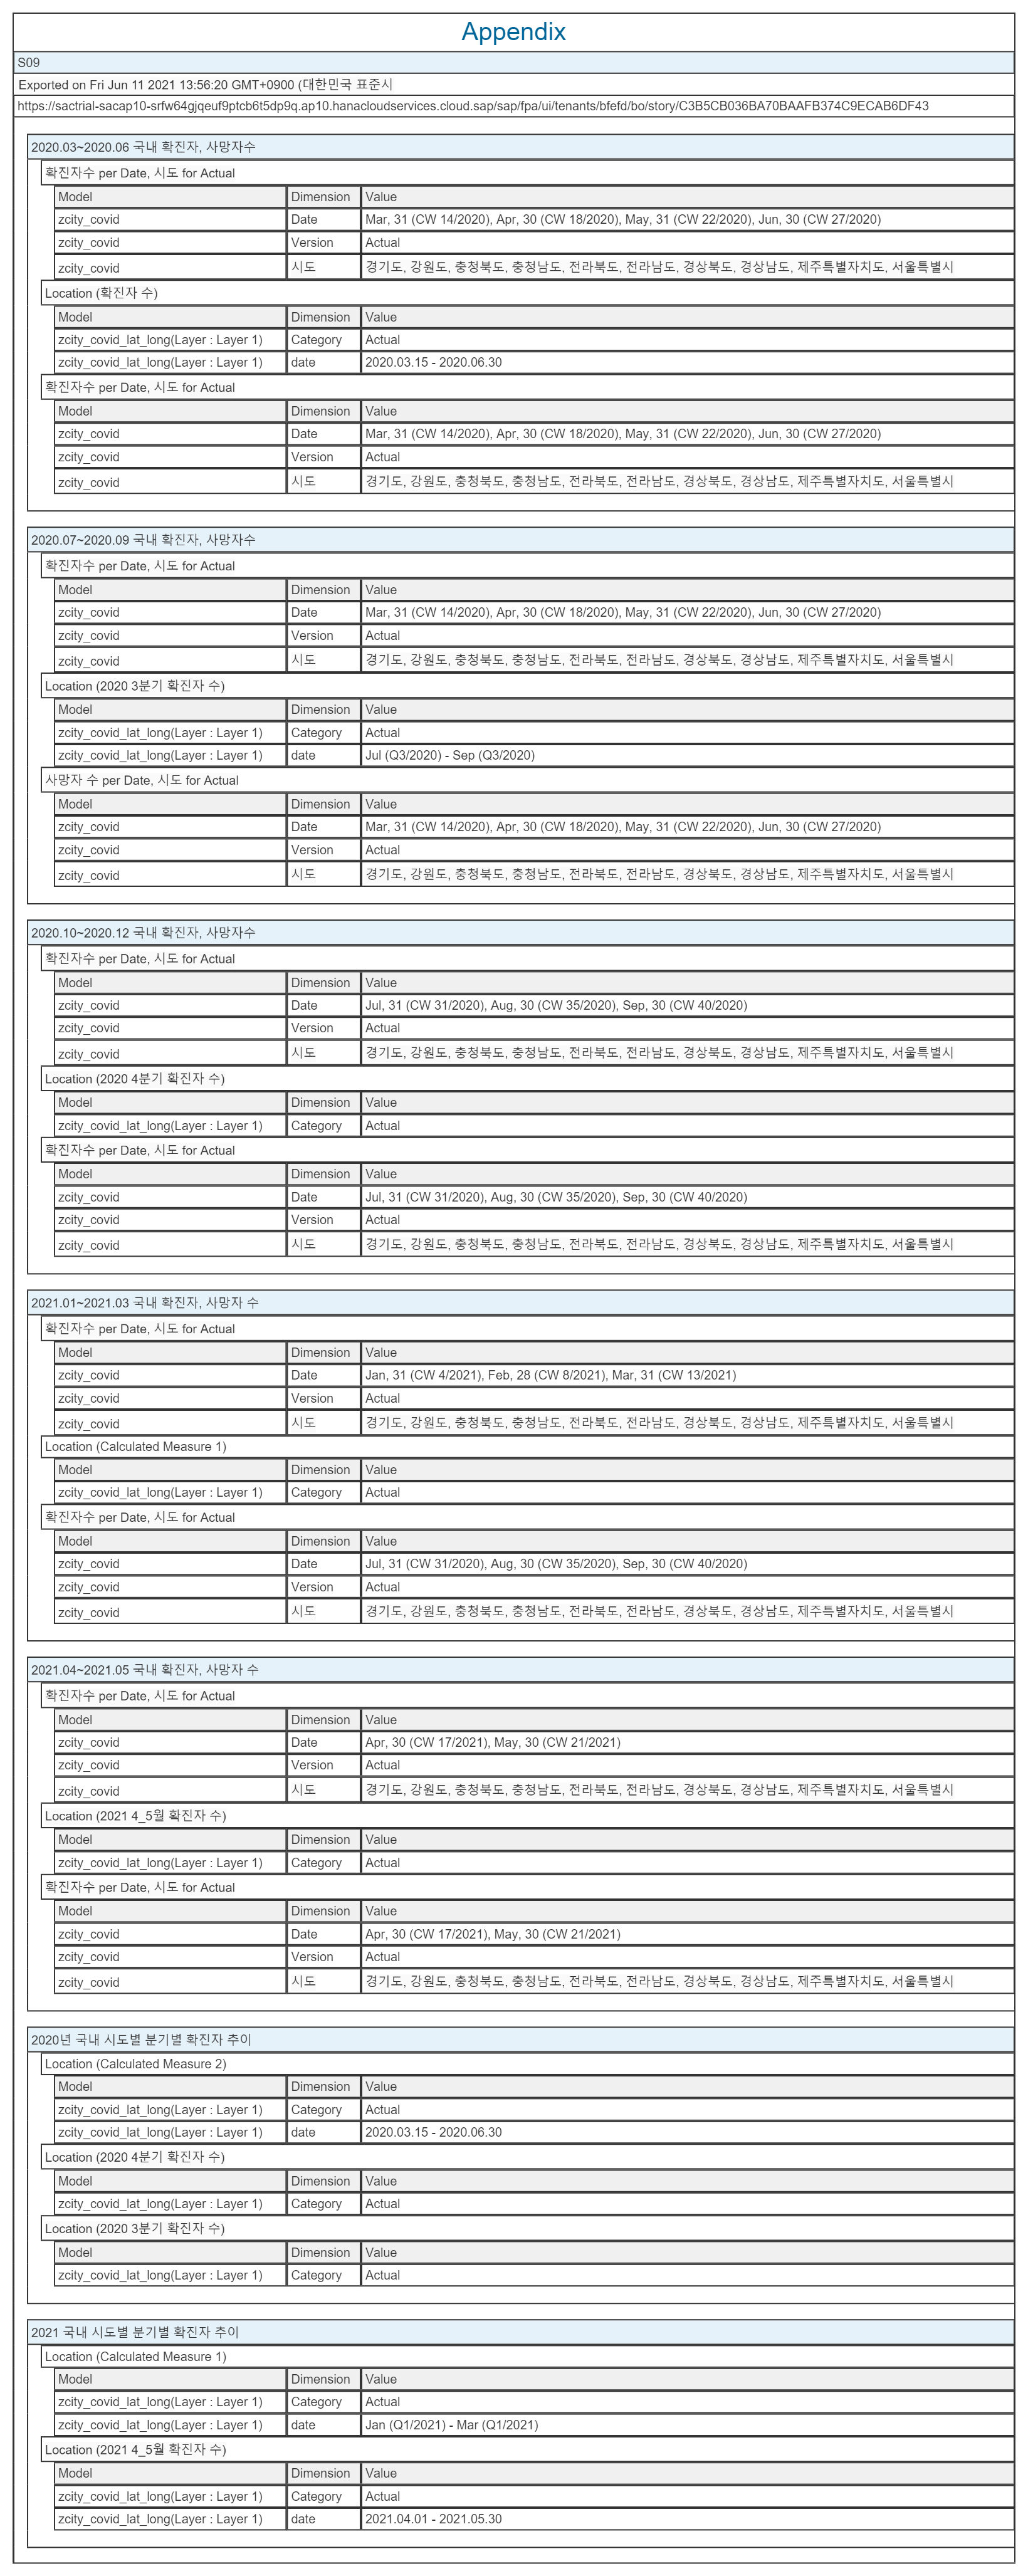 Appendix
S09
Exported on Fri Jun 11 2021 13:56:20 GMT+0900 (대한민국 표준시
https://sactrial-sacap10-srfw64gjqeuf9ptcb6t5dp9q.ap10.hanacloudservices.cloud.sap/sap/fpa/ui/tenants/bfefd/bo/story/C3B5CB036BA70BAAFB374C9ECAB6DF43
2020.03~2020.06 국내 확진자, 사망자수
확진자수 per Date, 시도 for Actual
Model Dimension Value
zcity_covid Date Mar, 31 (CW 14/2020), Apr, 30 (CW 18/2020), May, 31 (CW 22/2020), Jun, 30 (CW 27/2020)
zcity_covid Version Actual
zcity_covid 시도 경기도, 강원도, 충청북도, 충청남도, 전라북도, 전라남도, 경상북도, 경상남도, 제주특별자치도, 서울특별시
Location (확진자 수)
Model Dimension Value
zcity_covid_lat_long(Layer : Layer 1) Category Actual
zcity_covid_lat_long(Layer : Layer 1) date 2020.03.15 - 2020.06.30
확진자수 per Date, 시도 for Actual
Model Dimension Value
zcity_covid Date Mar, 31 (CW 14/2020), Apr, 30 (CW 18/2020), May, 31 (CW 22/2020), Jun, 30 (CW 27/2020)
zcity_covid Version Actual
zcity_covid 시도 경기도, 강원도, 충청북도, 충청남도, 전라북도, 전라남도, 경상북도, 경상남도, 제주특별자치도, 서울특별시
2020.07~2020.09 국내 확진자, 사망자수
확진자수 per Date, 시도 for Actual
Model Dimension Value
zcity_covid Date Mar, 31 (CW 14/2020), Apr, 30 (CW 18/2020), May, 31 (CW 22/2020), Jun, 30 (CW 27/2020)
zcity_covid Version Actual
zcity_covid 시도 경기도, 강원도, 충청북도, 충청남도, 전라북도, 전라남도, 경상북도, 경상남도, 제주특별자치도, 서울특별시
Location (2020 3분기 확진자 수)
Model Dimension Value
zcity_covid_lat_long(Layer : Layer 1) Category Actual
zcity_covid_lat_long(Layer : Layer 1) date Jul (Q3/2020) - Sep (Q3/2020)
사망자 수 per Date, 시도 for Actual
Model Dimension Value
zcity_covid Date Mar, 31 (CW 14/2020), Apr, 30 (CW 18/2020), May, 31 (CW 22/2020), Jun, 30 (CW 27/2020)
zcity_covid Version Actual
zcity_covid 시도 경기도, 강원도, 충청북도, 충청남도, 전라북도, 전라남도, 경상북도, 경상남도, 제주특별자치도, 서울특별시
2020.10~2020.12 국내 확진자, 사망자수
확진자수 per Date, 시도 for Actual
Model Dimension Value
zcity_covid Date Jul, 31 (CW 31/2020), Aug, 30 (CW 35/2020), Sep, 30 (CW 40/2020)
zcity_covid Version Actual
zcity_covid 시도 경기도, 강원도, 충청북도, 충청남도, 전라북도, 전라남도, 경상북도, 경상남도, 제주특별자치도, 서울특별시
Location (2020 4분기 확진자 수)
Model Dimension Value
zcity_covid_lat_long(Layer : Layer 1) Category Actual
확진자수 per Date, 시도 for Actual
Model Dimension Value
zcity_covid Date Jul, 31 (CW 31/2020), Aug, 30 (CW 35/2020), Sep, 30 (CW 40/2020)
zcity_covid Version Actual
zcity_covid 시도 경기도, 강원도, 충청북도, 충청남도, 전라북도, 전라남도, 경상북도, 경상남도, 제주특별자치도, 서울특별시
2021.01~2021.03 국내 확진자, 사망자 수
확진자수 per Date, 시도 for Actual
Model Dimension Value
zcity_covid Date Jan, 31 (CW 4/2021), Feb, 28 (CW 8/2021), Mar, 31 (CW 13/2021)
zcity_covid Version Actual
zcity_covid 시도 경기도, 강원도, 충청북도, 충청남도, 전라북도, 전라남도, 경상북도, 경상남도, 제주특별자치도, 서울특별시
Location (Calculated Measure 1)
Model Dimension Value
zcity_covid_lat_long(Layer : Layer 1) Category Actual
확진자수 per Date, 시도 for Actual
Model Dimension Value
zcity_covid Date Jul, 31 (CW 31/2020), Aug, 30 (CW 35/2020), Sep, 30 (CW 40/2020)
zcity_covid Version Actual
zcity_covid 시도 경기도, 강원도, 충청북도, 충청남도, 전라북도, 전라남도, 경상북도, 경상남도, 제주특별자치도, 서울특별시
2021.04~2021.05 국내 확진자, 사망자 수
확진자수 per Date, 시도 for Actual
Model Dimension Value
zcity_covid Date Apr, 30 (CW 17/2021), May, 30 (CW 21/2021)
zcity_covid Version Actual
zcity_covid 시도 경기도, 강원도, 충청북도, 충청남도, 전라북도, 전라남도, 경상북도, 경상남도, 제주특별자치도, 서울특별시
Location (2021 4_5월 확진자 수)
Model Dimension Value
zcity_covid_lat_long(Layer : Layer 1) Category Actual
확진자수 per Date, 시도 for Actual
Model Dimension Value
zcity_covid Date Apr, 30 (CW 17/2021), May, 30 (CW 21/2021)
zcity_covid Version Actual
zcity_covid 시도 경기도, 강원도, 충청북도, 충청남도, 전라북도, 전라남도, 경상북도, 경상남도, 제주특별자치도, 서울특별시
2020년 국내 시도별 분기별 확진자 추이
Location (Calculated Measure 2)
Model Dimension Value
zcity_covid_lat_long(Layer : Layer 1) Category Actual
zcity_covid_lat_long(Layer : Layer 1) date 2020.03.15 - 2020.06.30
Location (2020 4분기 확진자 수)
Model Dimension Value
zcity_covid_lat_long(Layer : Layer 1) Category Actual
Location (2020 3분기 확진자 수)
Model Dimension Value
zcity_covid_lat_long(Layer : Layer 1) Category Actual
2021 국내 시도별 분기별 확진자 추이
Location (Calculated Measure 1)
Model Dimension Value
zcity_covid_lat_long(Layer : Layer 1) Category Actual
zcity_covid_lat_long(Layer : Layer 1) date Jan (Q1/2021) - Mar (Q1/2021)
Location (2021 4_5월 확진자 수)
Model Dimension Value
zcity_covid_lat_long(Layer : Layer 1) Category Actual
zcity_covid_lat_long(Layer : Layer 1) date 2021.04.01 - 2021.05.30